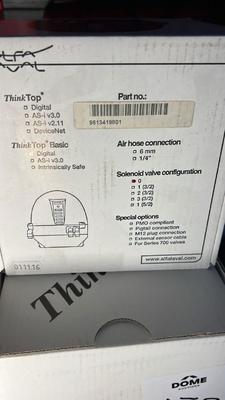 alfa
LAVAL
ThinkTop®
Digital
AS-i v3.0
AS-i v2.11
DeviceNet
Part no.:
9613419801
ThinkTop® Basic
Digital
AS-i v3.0
Intrinsically Safe
Air hose connection
6 mm
1/4"
Solenoid valve configuration
0
1 (3/2)
2 (3/2)
3 (3/2)
1 (5/2)
Special options
PMO compliant
Pigtail connection
M12 plug connection
External sensor cable
For Series 700 valves
011116
www.alfalaval.com
Think
DOME